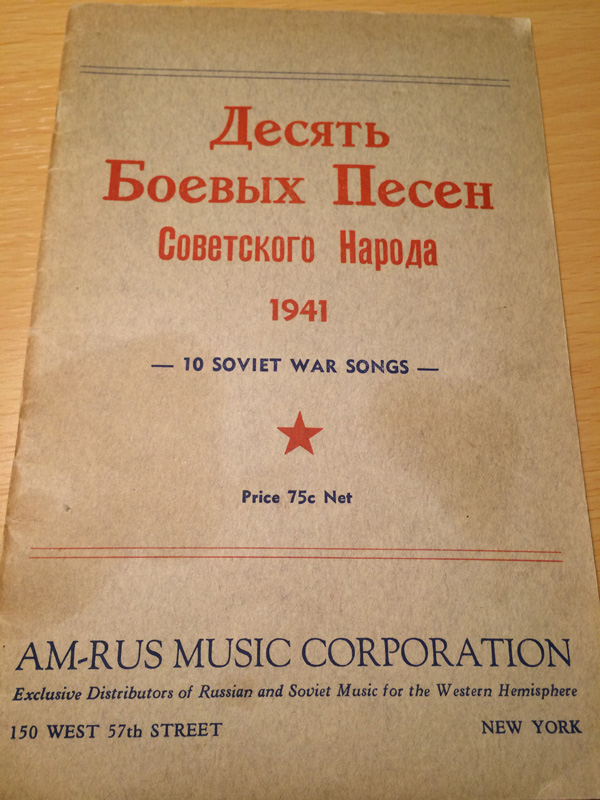 Десять
Боевых Песен
Советского Народа
1941
— 10 SOVIET WAR SONGS —
Price 75c Net
AM-RUS MUSIC CORPORATION
Exclusive Distributors of Russian and Soviet Music for the Western Hemisphere
150 WEST 57th STREET NEW YORK